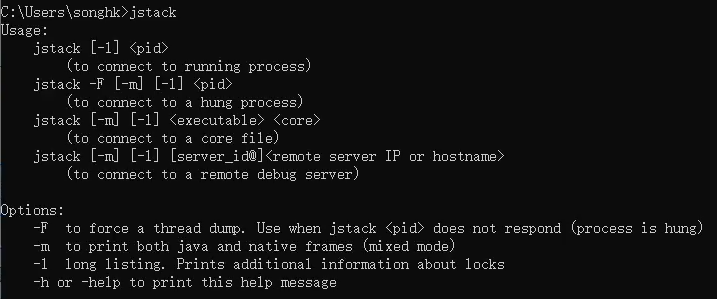 C:\Users\songhk>jstack
Usage:
    jstack [-l] <pid>
        (to connect to running process)
    jstack -F [-m] [-l] <pid>
        (to connect to a hung process)
    jstack [-m] [-l] <executable> <core>
        (to connect to a core file)
    jstack [-m] [-l] [server_id@]<remote server IP or hostname>
        (to connect to a remote debug server)

Options:
    -F  to force a thread dump. Use when jstack <pid> does not respond (process is hung)
    -m  to print both java and native frames (mixed mode)
    -l  long listing. Prints additional information about locks
    -h or -help to print this help message